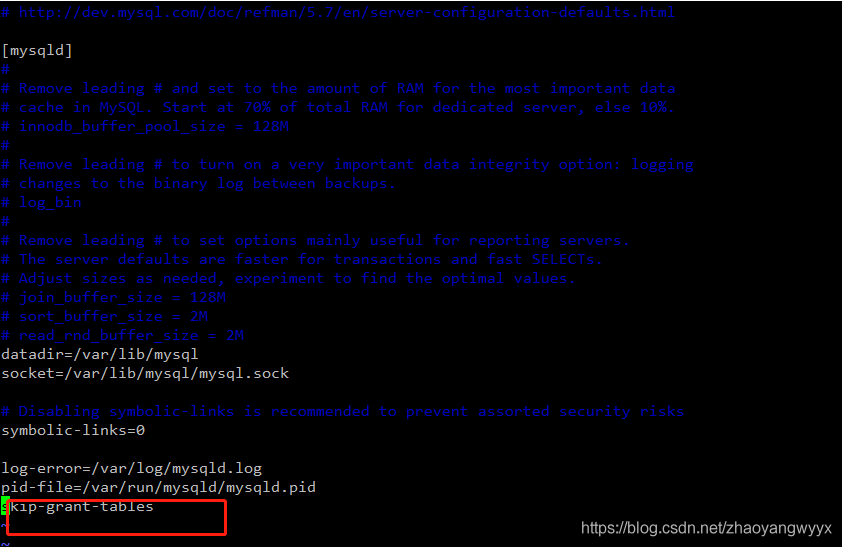 # http://dev.mysql.com/doc/refman/5.7/en/server-configuration-defaults.html
[mysqld]
#
# Remove leading # and set to the amount of RAM for the most important data
# cache in MySQL. Start at 70% of total RAM for dedicated server, else 10%.
# innodb_buffer_pool_size = 128M
#
# Remove leading # to turn on a very important data integrity option: logging
# changes to the binary log between backups.
# log_bin
#
# Remove leading # to set options mainly useful for reporting servers.
# The server defaults are faster for transactions and fast SELECTs.
# Adjust sizes as needed, experiment to find the optimal values.
# join_buffer_size = 128M
# sort_buffer_size = 2M
# read_rnd_buffer_size = 2M
datadir=/var/lib/mysql
socket=/var/lib/mysql/mysql.sock
# Disabling symbolic-links is recommended to prevent assorted security risks
symbolic-links=0
log-error=/var/log/mysqld.log
pid-file=/var/run/mysqld/mysqld.pid
skip-grant-tables
~
~
https://blog.csdn.net/zhaoyangwyyx